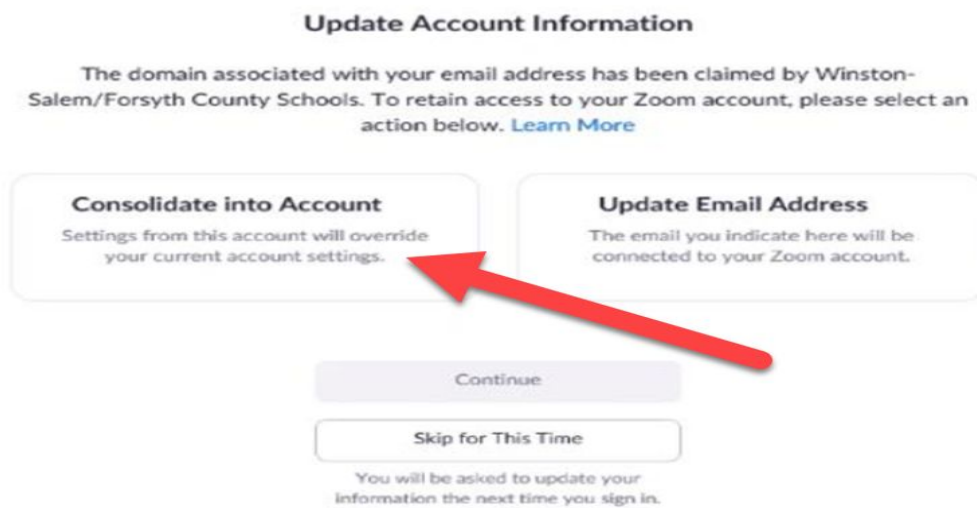 Update Account Information
The domain associated with your email address has been claimed by Winston-
Salem/Forsyth County Schools. To retain access to your Zoom account, please select an
action below. Learn More
Consolidate into Account
Settings from this account will override
your current account settings.
Update Email Address
The email you indicate here will be
connected to your Zoom account.
Continue
Skip for This Time
You will be asked to update your
information the next time you sign in.